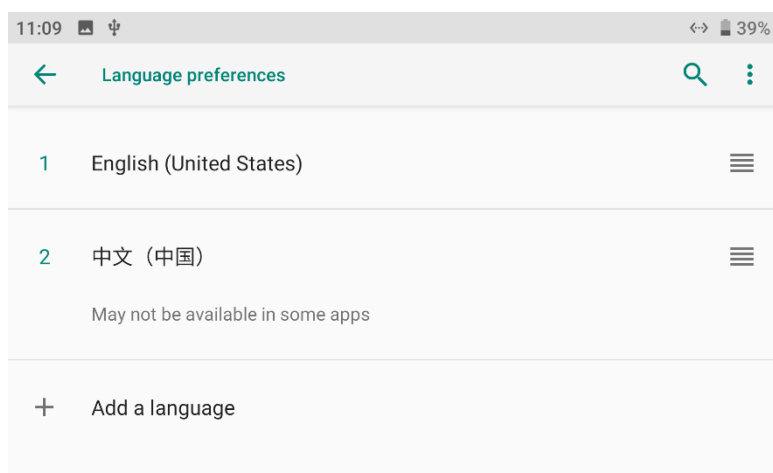 11:09 39%
Language preferences
1 English (United States)
2 中文（中国）
May not be available in some apps
Add a language